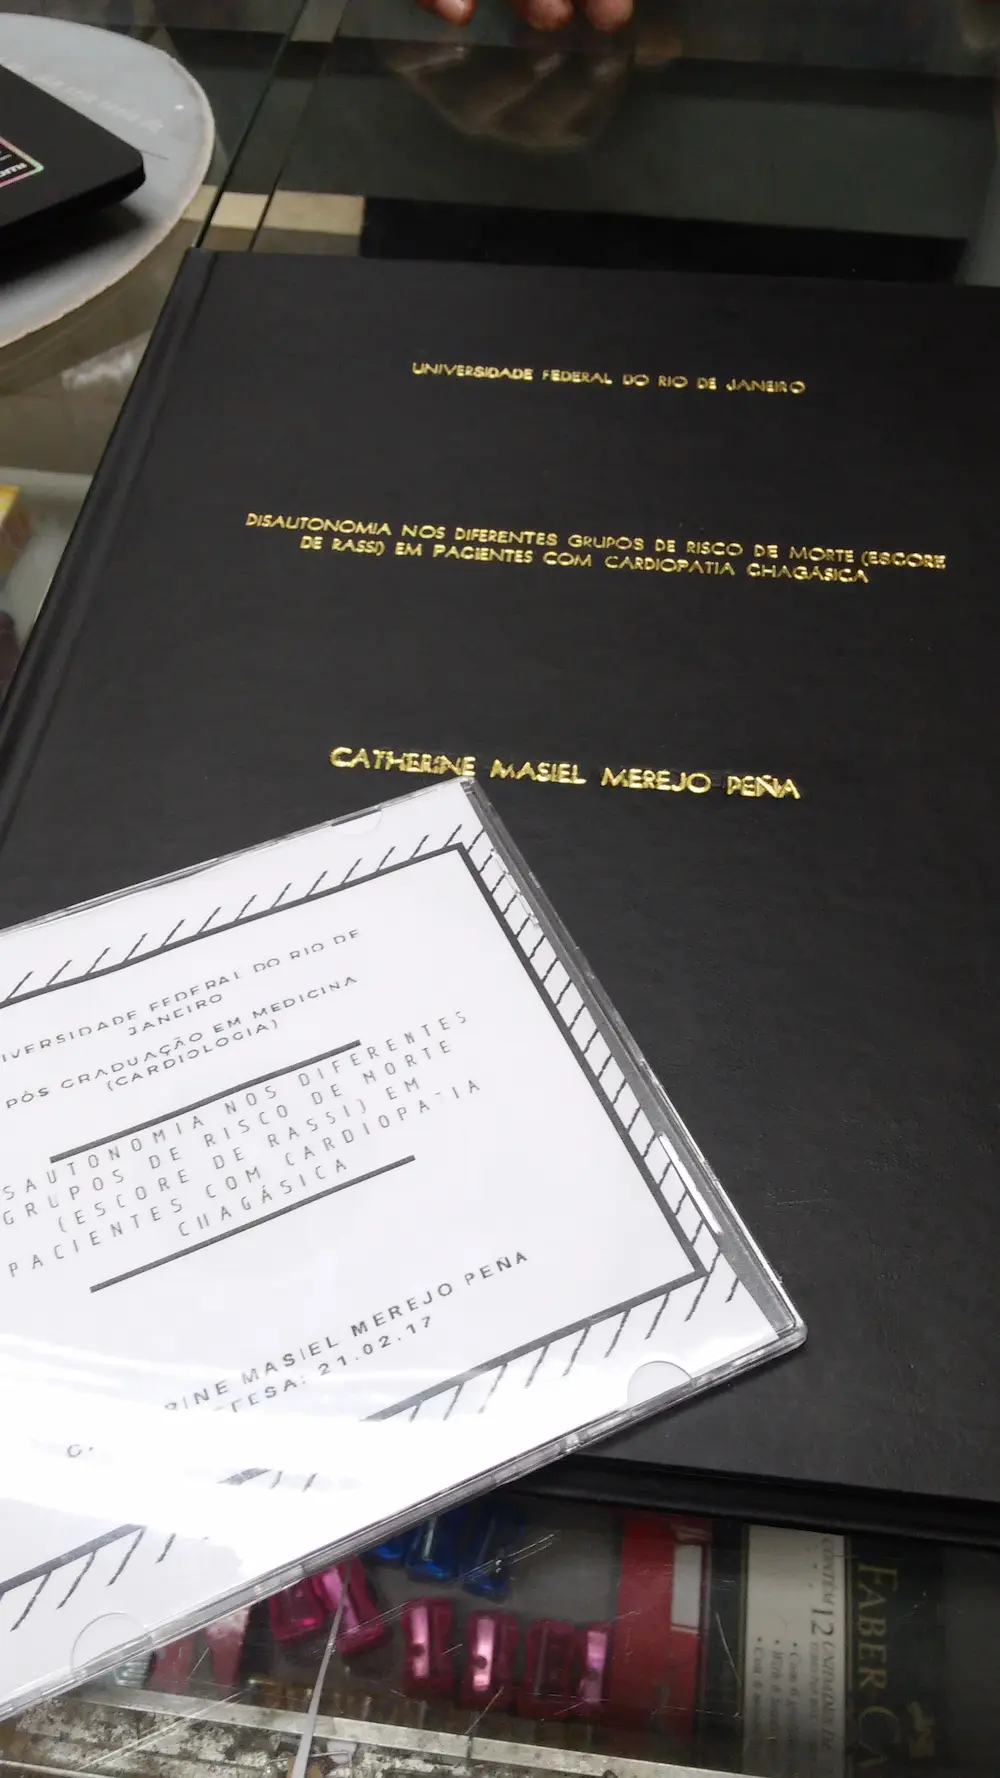 UNIVERSIDADE FEDERAL DO RIO DE JANEIRO
DISAUTONOMIA NOS DIFERENTES GRUPOS DE RISCO DE MORTE (ESCORE
DE RASSI) EM PACIENTES COM CARDIOPATIA CHAGÁSICA
CATHERINE MASIEL MEREJO PEÑA
IVERSIDADE FEDERAL DO RIO DE
JANEIRO
PÓS GRADUAÇÃO EM MEDICINA
(CARDIOLOGIA)
SAUTONOMIA NOS DIFERENTES
GRUPOS DE RISCO DE MORTE
(ESCORE DE RASSI) EM
PACIENTES COM CARDIOPATIA
CHAGÁSICA
RINE MASIEL MEREJO PEÑA
FESA: 21.02.17
FABER CA
CONTÉM 12